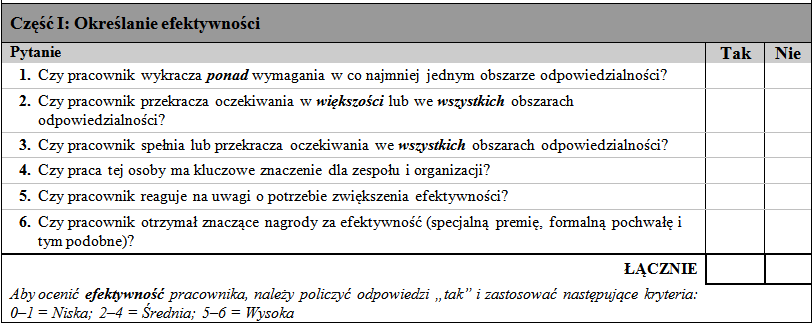 Część I: Określanie efektywności
Pytanie Tak Nie
1. Czy pracownik wykracza ponad wymagania w co najmniej jednym obszarze odpowiedzialności?
2. Czy pracownik przekracza oczekiwania w większości lub we wszystkich obszarach
odpowiedzialności?
3. Czy pracownik spełnia lub przekracza oczekiwania we wszystkich obszarach odpowiedzialności?
4. Czy praca tej osoby ma kluczowe znaczenie dla zespołu i organizacji?
5. Czy pracownik reaguje na uwagi o potrzebie zwiększenia efektywności?
6. Czy pracownik otrzymał znaczące nagrody za efektywność (specjalną premię, formalną pochwałę i
tym podobne)?
ŁĄCZNIE
Aby ocenić efektywność pracownika, należy policzyć odpowiedzi „tak” i zastosować następujące kryteria:
0–1 = Niska; 2–4 = Średnia; 5–6 = Wysoka